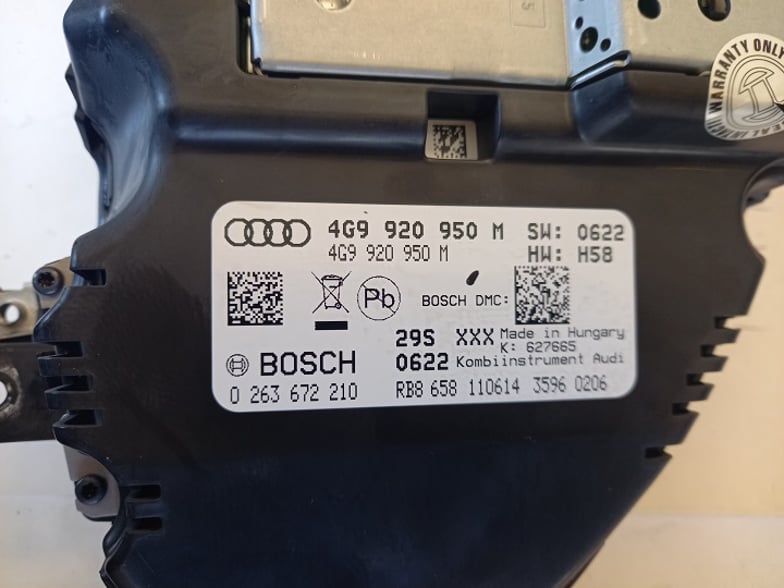 WARRANTY ONLY
4G9 920 950 M SW: 0622
4G9 920 950 M HW: H58
Pb BOSCH DMC:
29S XXX Made in Hungary
K: 627665
BOSCH 0622 Kombiinstrument Audi
0 263 672 210 RB8 658 110614 3596 0206